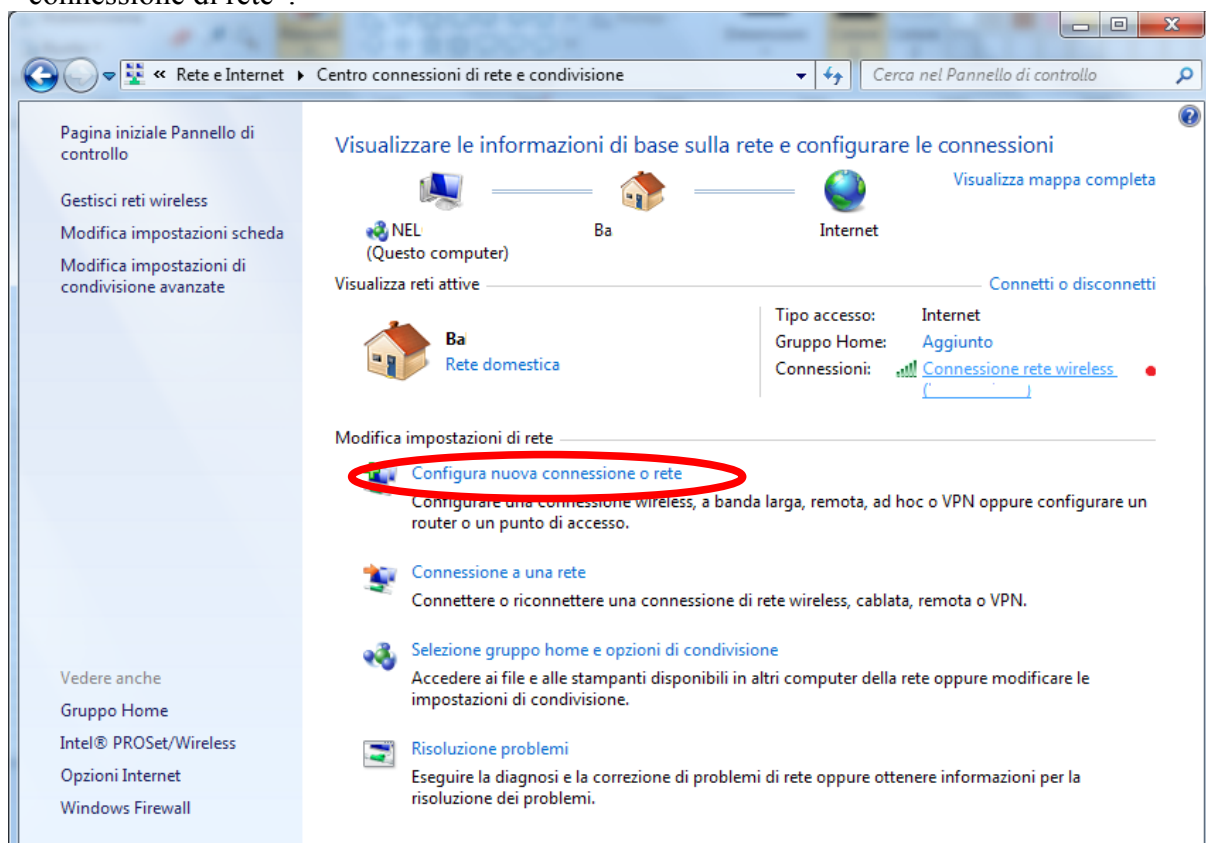 connessione di rete".
« Rete e Internet ▸ Centro connessioni di rete e condivisione
Cerca nel Pannello di controllo
Pagina iniziale Pannello di
controllo
Gestisci reti wireless
Modifica impostazioni scheda
Modifica impostazioni di
condivisione avanzate
Visualizzare le informazioni di base sulla rete e configurare le connessioni
Visualizza mappa completa
NEL
(Questo computer)
Ba
Internet
Visualizza reti attive
Connetti o disconnetti
Ba
Rete domestica
Tipo accesso: Internet
Gruppo Home: Aggiunto
Connessioni: Connessione rete wireless
Modifica impostazioni di rete
Configura nuova connessione o rete
Configurare una connessione wireless, a banda larga, remota, ad hoc o VPN oppure configurare un
router o un punto di accesso.
Connessione a una rete
Connettere o riconnettere una connessione di rete wireless, cablata, remota o VPN.
Selezione gruppo home e opzioni di condivisione
Accedere ai file e alle stampanti disponibili in altri computer della rete oppure modificare le
impostazioni di condivisione.
Risoluzione problemi
Eseguire la diagnosi e la correzione di problemi di rete oppure ottenere informazioni per la
risoluzione dei problemi.
Vedere anche
Gruppo Home
Intel® PROSet/Wireless
Opzioni Internet
Windows Firewall